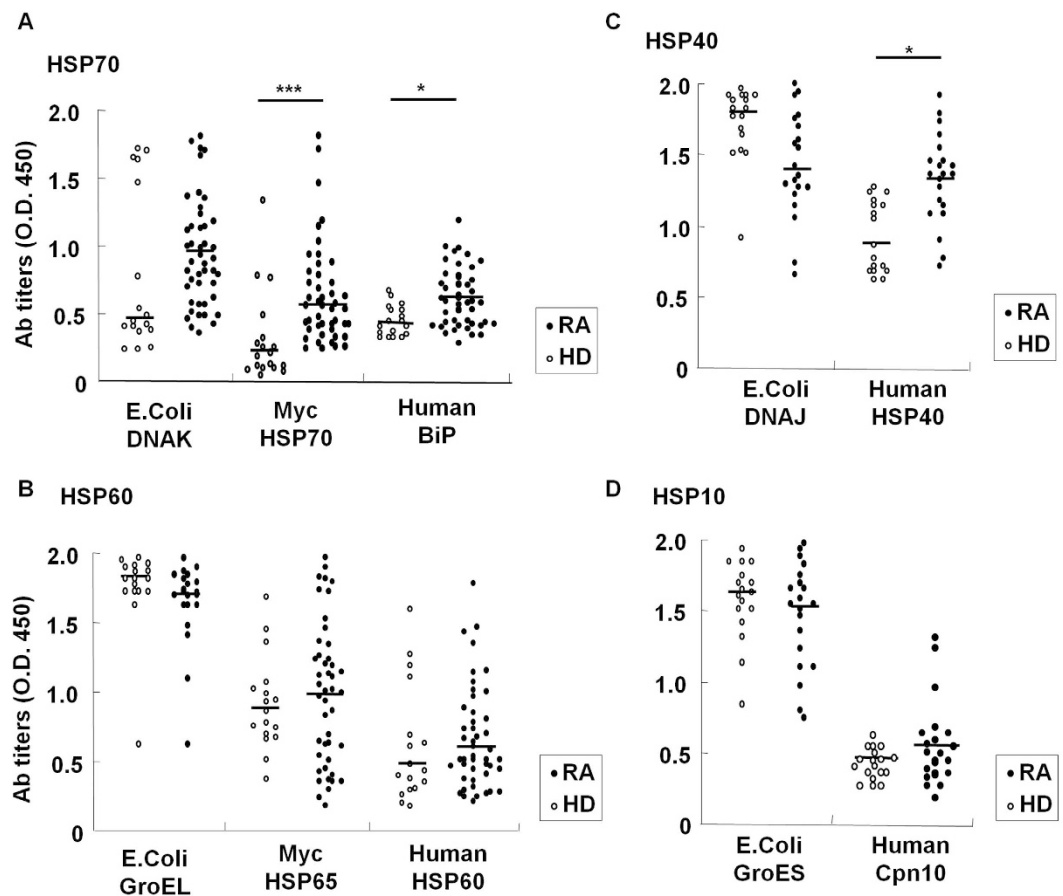 A
HSP70
***
*
2.0
1.5
1.0
0.5
0
Ab titers (O.D. 450)
E.Coli
DNAK
Myc
HSP70
Human
BiP
RA
HD
C
HSP40
*
2.0
1.5
1.0
0.5
0
E.Coli
DNAJ
Human
HSP40
RA
HD
B
HSP60
2.0
1.5
1.0
0.5
0
Ab titers (O.D. 450)
E.Coli
GroEL
Myc
HSP65
Human
HSP60
RA
HD
D
HSP10
2.0
1.5
1.0
0.5
0
E.Coli
GroES
Human
Cpn10
RA
HD